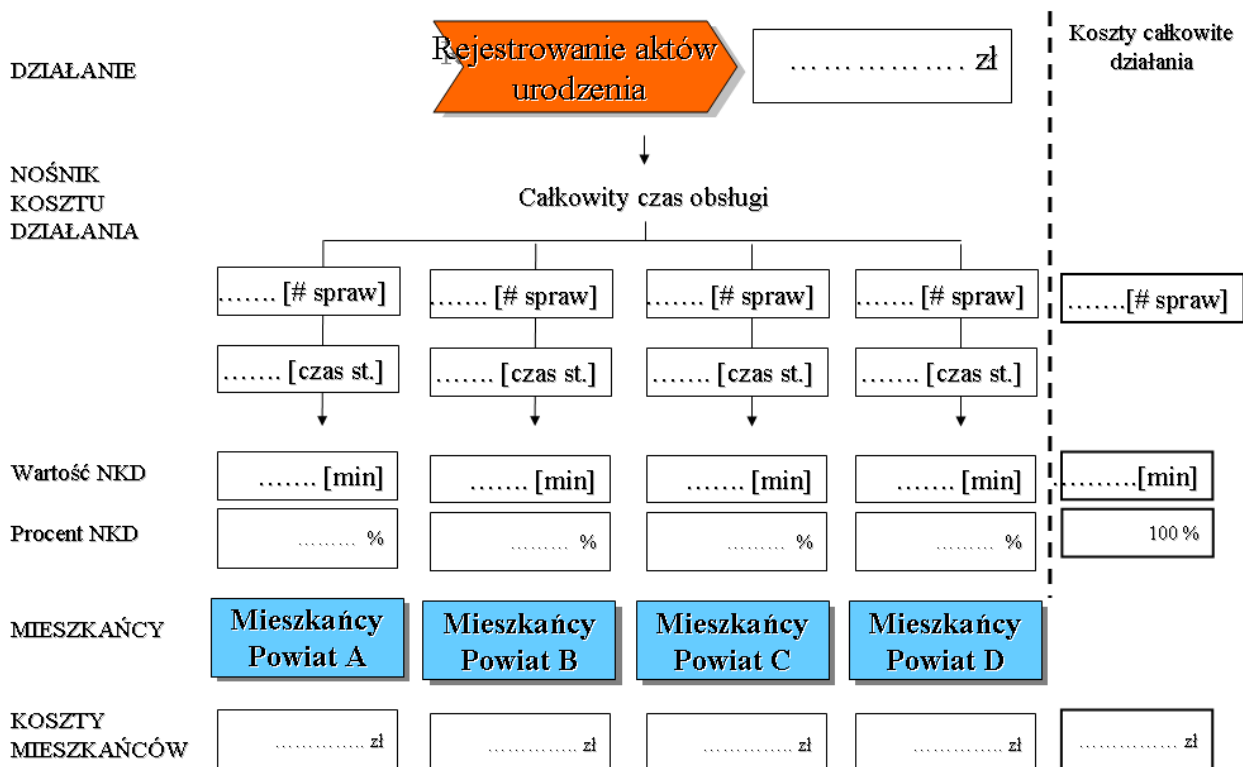 DZIAŁANIE
Rejestrowanie aktów
urodzenia
……………. zł
Koszty całkowite
działania
NOŚNIK
KOSZTU
DZIAŁANIA
Całkowity czas obsługi
……. [# spraw]
……. [# spraw]
……. [# spraw]
……. [# spraw]
…….[# spraw]
……. [czas st.]
……. [czas st.]
……. [czas st.]
……. [czas st.]
Wartość NKD
……. [min]
……. [min]
……. [min]
……. [min]
……….[min]
Procent NKD
……… %
……… %
……… %
……… %
100 %
MIESZKAŃCY
Mieszkańcy
Powiat A
Mieszkańcy
Powiat B
Mieszkańcy
Powiat C
Mieszkańcy
Powiat D
KOSZTY
MIESZKAŃCÓW
………….. zł
………….. zł
………….. zł
………….. zł
………….. zł